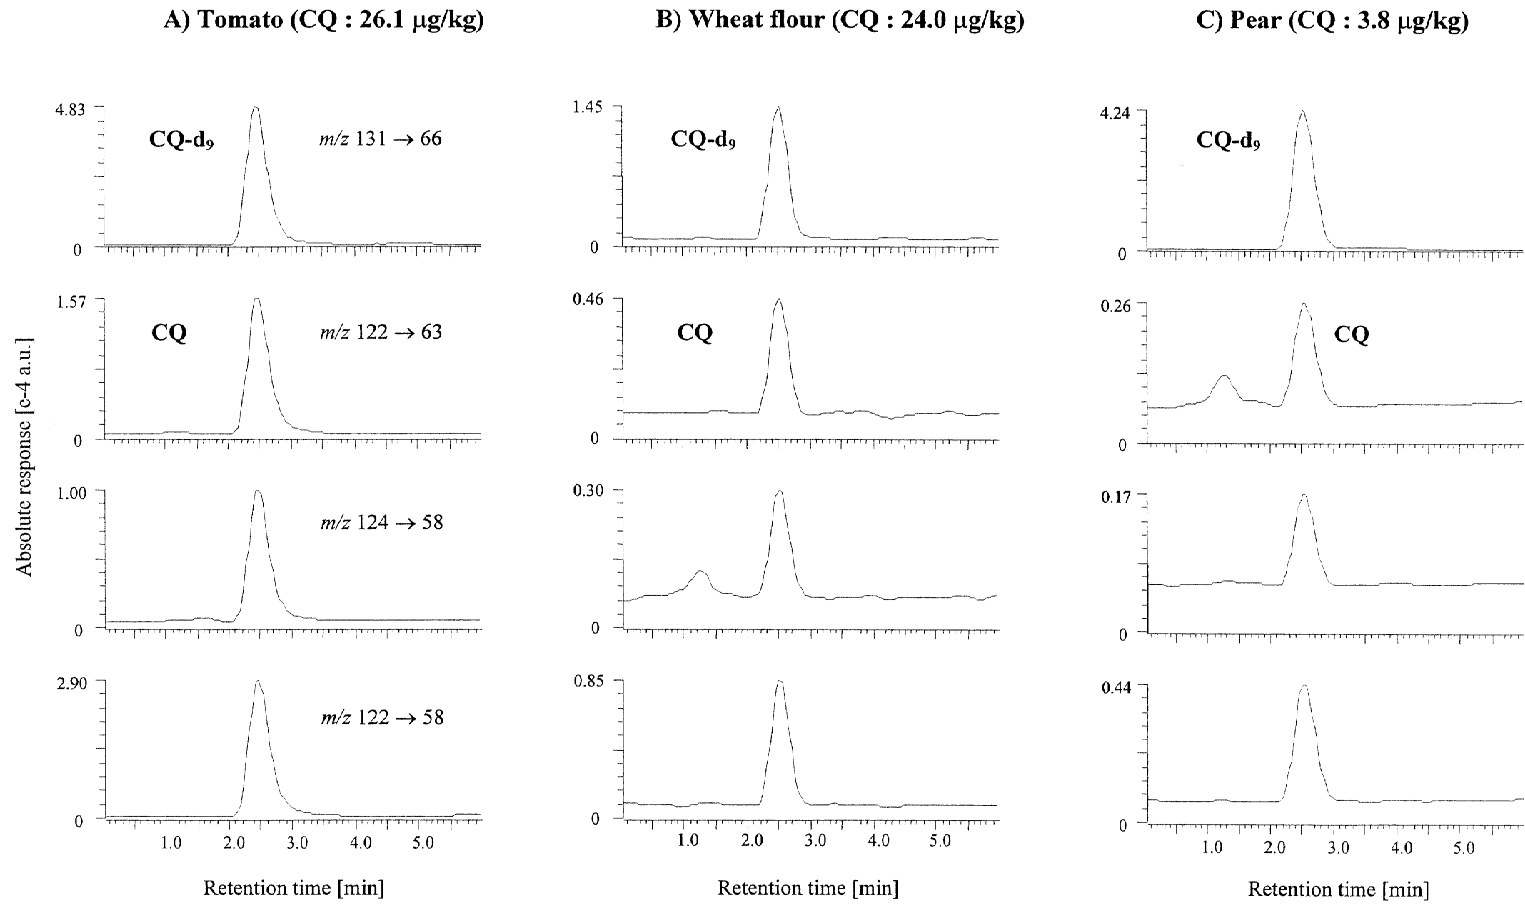 A) Tomato (CQ : 26.1 µg/kg)
B) Wheat flour (CQ : 24.0 µg/kg)
C) Pear (CQ : 3.8 µg/kg)
4.83
CQ-d₉
m/z 131 → 66
0
1.45
CQ-d₉
0
4.24
CQ-d₉
0
1.57
CQ
m/z 122 → 63
0
0.46
CQ
0
0.26
CQ
0
Absolute response [e-4 a.u.]
1.00
m/z 124 → 58
0
0.30
0
0.17
0
2.90
m/z 122 → 58
0
0.85
0
0.44
0
1.0 2.0 3.0 4.0 5.0
1.0 2.0 3.0 4.0 5.0
1.0 2.0 3.0 4.0 5.0
Retention time [min]
Retention time [min]
Retention time [min]